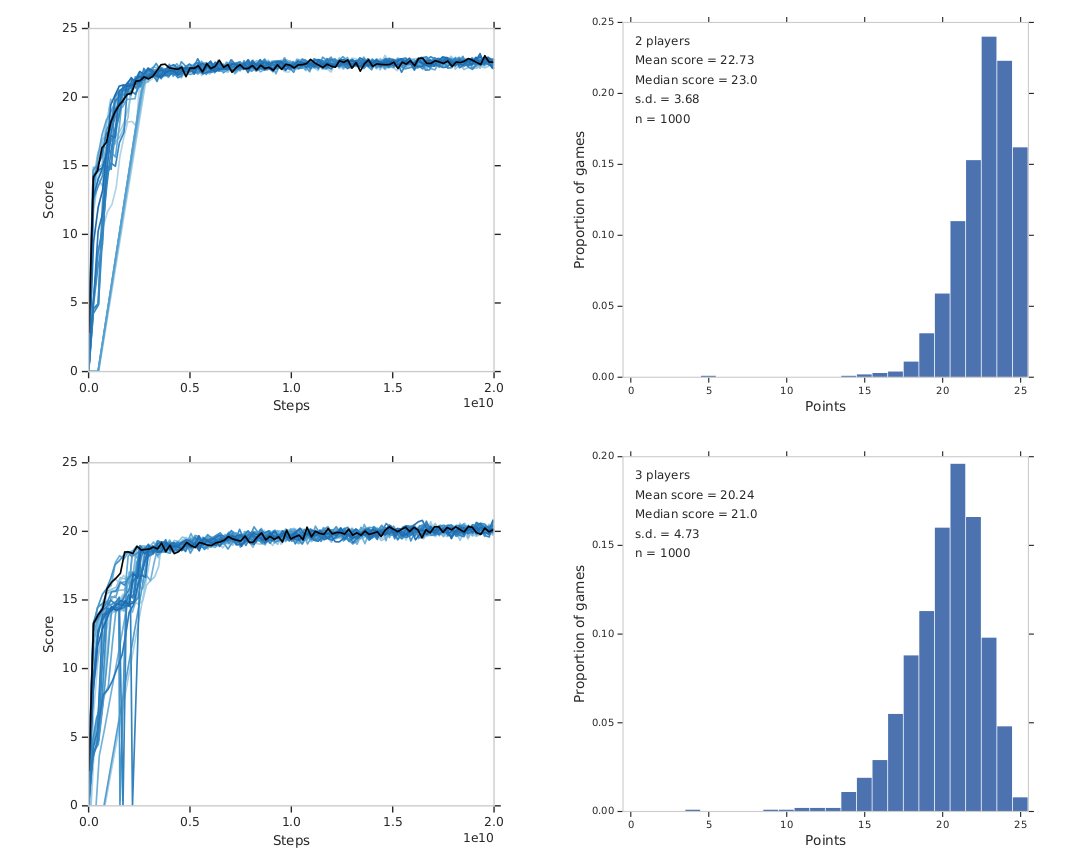 25
20
15
10
5
0
Score
0.0 0.5 1.0 1.5 2.0
Steps
1e10
0.25
0.20
0.15
0.10
0.05
0.00
Proportion of games
2 players
Mean score = 22.73
Median score = 23.0
s.d. = 3.68
n = 1000
0 5 10 15 20 25
Points
25
20
15
10
5
0
Score
0.0 0.5 1.0 1.5 2.0
Steps
1e10
0.20
0.15
0.10
0.05
0.00
Proportion of games
3 players
Mean score = 20.24
Median score = 21.0
s.d. = 4.73
n = 1000
0 5 10 15 20 25
Points